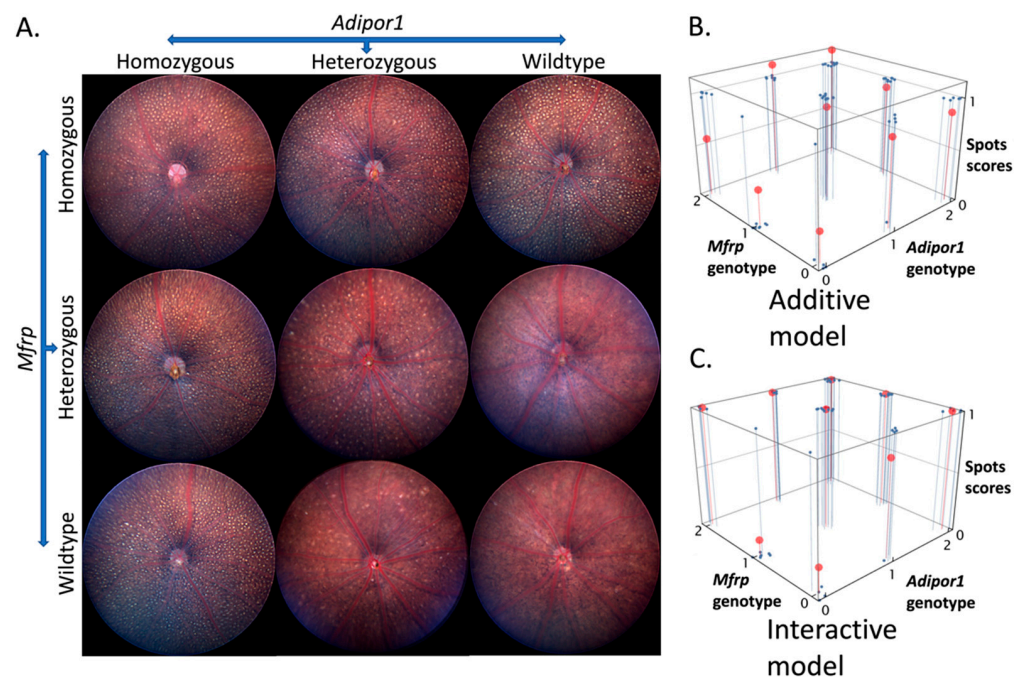 A.
Adipor1
Homozygous Heterozygous Wildtype
Homozygous
Heterozygous
Wildtype
Mfrp
B.
1
Spots
scores
0
2
2
1
1
Mfrp
genotype
0
0
Adipor1
genotype
Additive
model
C.
1
Spots
scores
0
2
2
1
1
Mfrp
genotype
0
0
Adipor1
genotype
Interactive
model